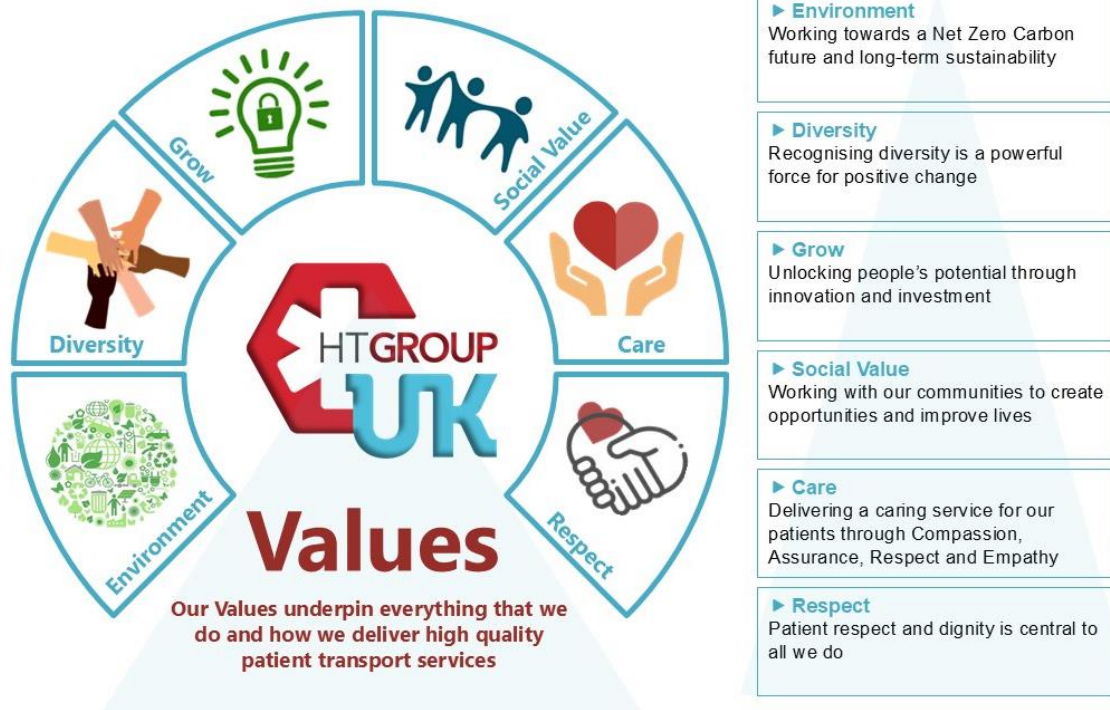 Grow
Social Value
Diversity
Care
Environment
Respect
HTGROUP
UK
Values
Our Values underpin everything that we
do and how we deliver high quality
patient transport services
► Environment
Working towards a Net Zero Carbon
future and long-term sustainability
► Diversity
Recognising diversity is a powerful
force for positive change
► Grow
Unlocking people's potential through
innovation and investment
► Social Value
Working with our communities to create
opportunities and improve lives
► Care
Delivering a caring service for our
patients through Compassion,
Assurance, Respect and Empathy
► Respect
Patient respect and dignity is central to
all we do